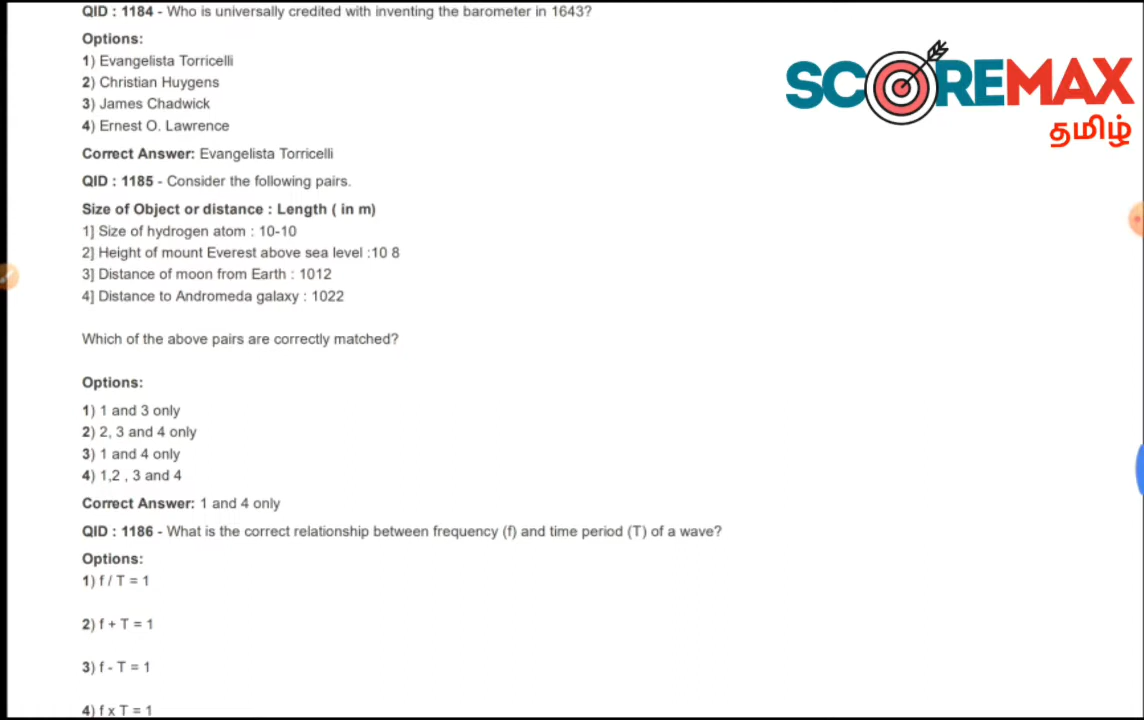 QID : 1184 - Who is universally credited with inventing the barometer in 1643?
Options:
1) Evangelista Torricelli
2) Christian Huygens
3) James Chadwick
4) Ernest O. Lawrence
Correct Answer: Evangelista Torricelli
SCOREMAX
தமிழ்
QID : 1185 - Consider the following pairs.
Size of Object or distance : Length ( in m)
1] Size of hydrogen atom : 10-10
2] Height of mount Everest above sea level :10 8
3] Distance of moon from Earth : 1012
4] Distance to Andromeda galaxy : 1022
Which of the above pairs are correctly matched?
Options:
1) 1 and 3 only
2) 2, 3 and 4 only
3) 1 and 4 only
4) 1,2 , 3 and 4
Correct Answer: 1 and 4 only
QID : 1186 - What is the correct relationship between frequency (f) and time period (T) of a wave?
Options:
1) f / T = 1
2) f + T = 1
3) f - T = 1
4) f x T = 1